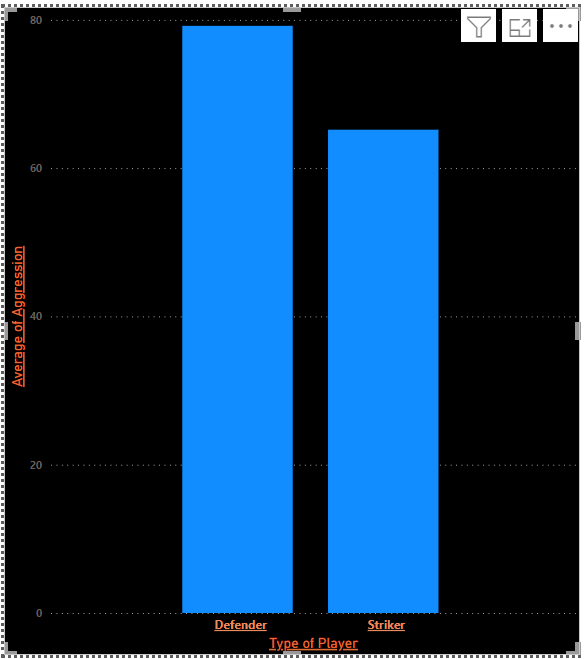 80
60
40
20
0
Average of Aggression
Defender
Striker
Type of Player